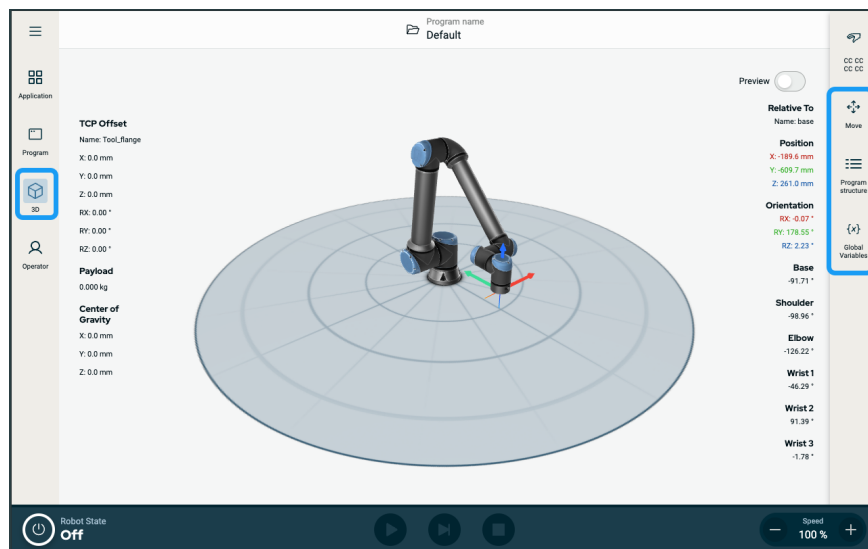 Program name
Default
CC CC
CC CC
Application
Program
3D
Operator
TCP Offset
Name: Tool_flange
X: 0.0 mm
Y: 0.0 mm
Z: 0.0 mm
RX: 0.00 °
RY: 0.00 °
RZ: 0.00 °
Payload
0.000 kg
Center of
Gravity
X: 0.0 mm
Y: 0.0 mm
Z: 0.0 mm
Preview
Relative To
Name: base
Position
X: -189.6 mm
Y: -609.7 mm
Z: 261.0 mm
Orientation
RX: -0.07 °
RY: 178.55 °
RZ: 2.23 °
Base
-91.71 °
Shoulder
-98.96 °
Elbow
-126.22 °
Wrist 1
-46.29 °
Wrist 2
91.39 °
Wrist 3
-1.78 °
Move
Program
structure
{x}
Global
Variables
Robot State
Off
Speed
100 %